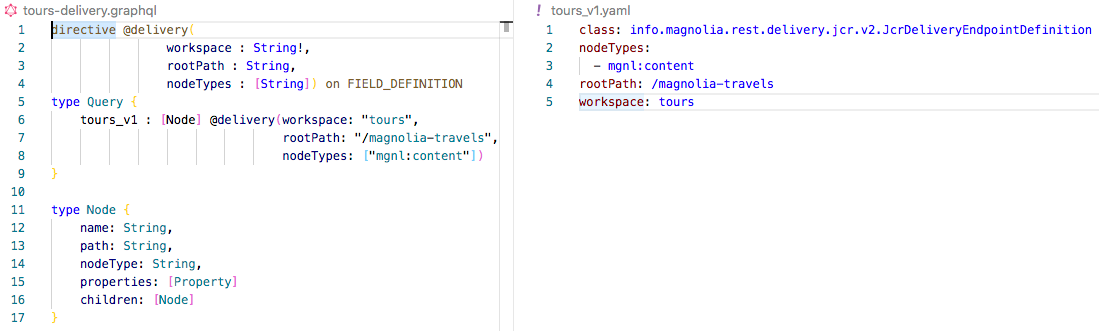 tours-delivery.graphql
1 directive @delivery(
2 workspace : String!,
3 rootPath : String,
4 nodeTypes : [String]) on FIELD_DEFINITION
5 type Query {
6 tours_v1 : [Node] @delivery(workspace: "tours",
7 rootPath: "/magnolia-travels",
8 nodeTypes: ["mgnl:content"])
9 }
10
11 type Node {
12 name: String,
13 path: String,
14 nodeType: String,
15 properties: [Property]
16 children: [Node]
17 }
! tours_v1.yaml
1 class: info.magnolia.rest.delivery.jcr.v2.JcrDeliveryEndpointDefinition
2 nodeTypes:
3 - mgnl:content
4 rootPath: /magnolia-travels
5 workspace: tours